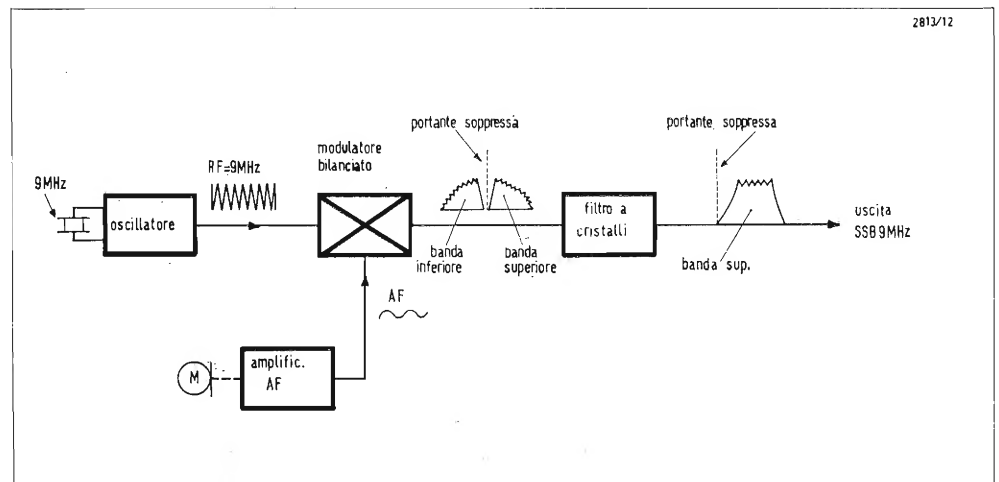 2813/12
portante soppressa
portante soppressa
modulatore
bilanciato
RF=9MHz
9MHz
oscillatore
filtro a
cristalli
uscita
SSB 9MHz
banda
inferiore
banda
superiore
banda sup.
AF
amplific.
AF
M